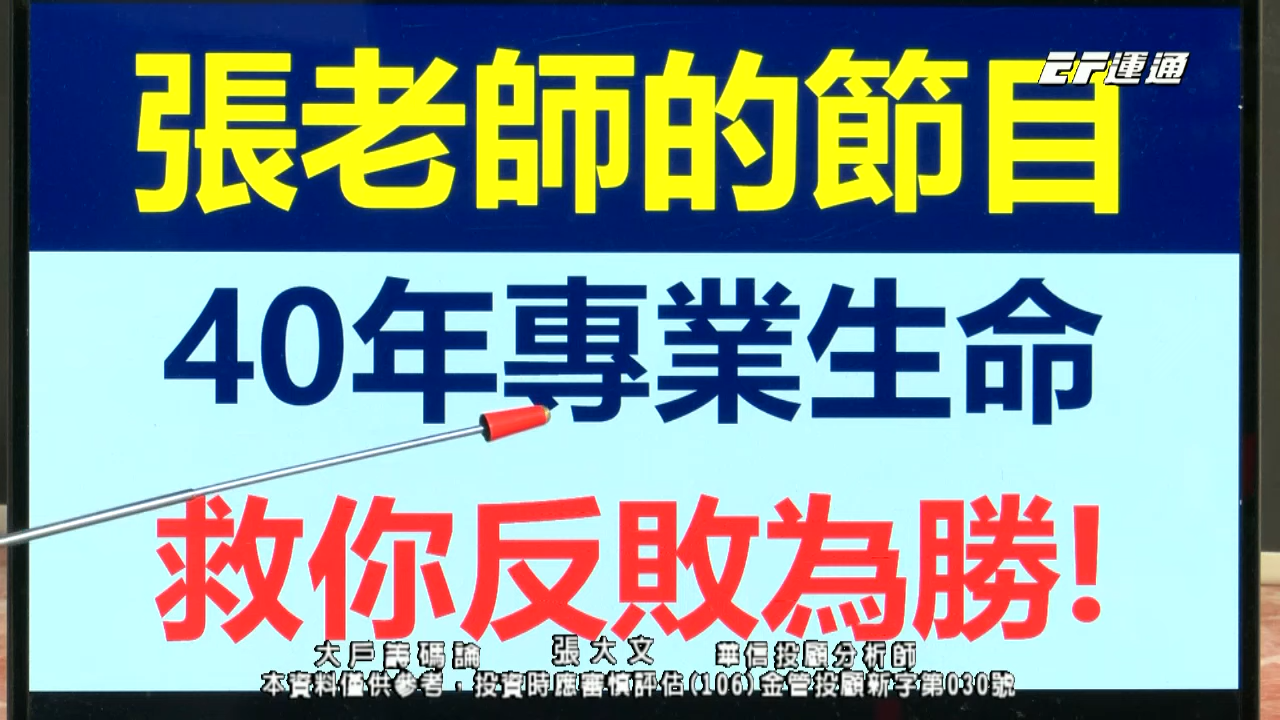 EF運通
張老師的節目
40年專業生命
救你反敗為勝!
大戶籌碼論 張大文 華信投顧分析師
本資料僅供參考，投資時應審慎評估(106)金管投顧新字第030號